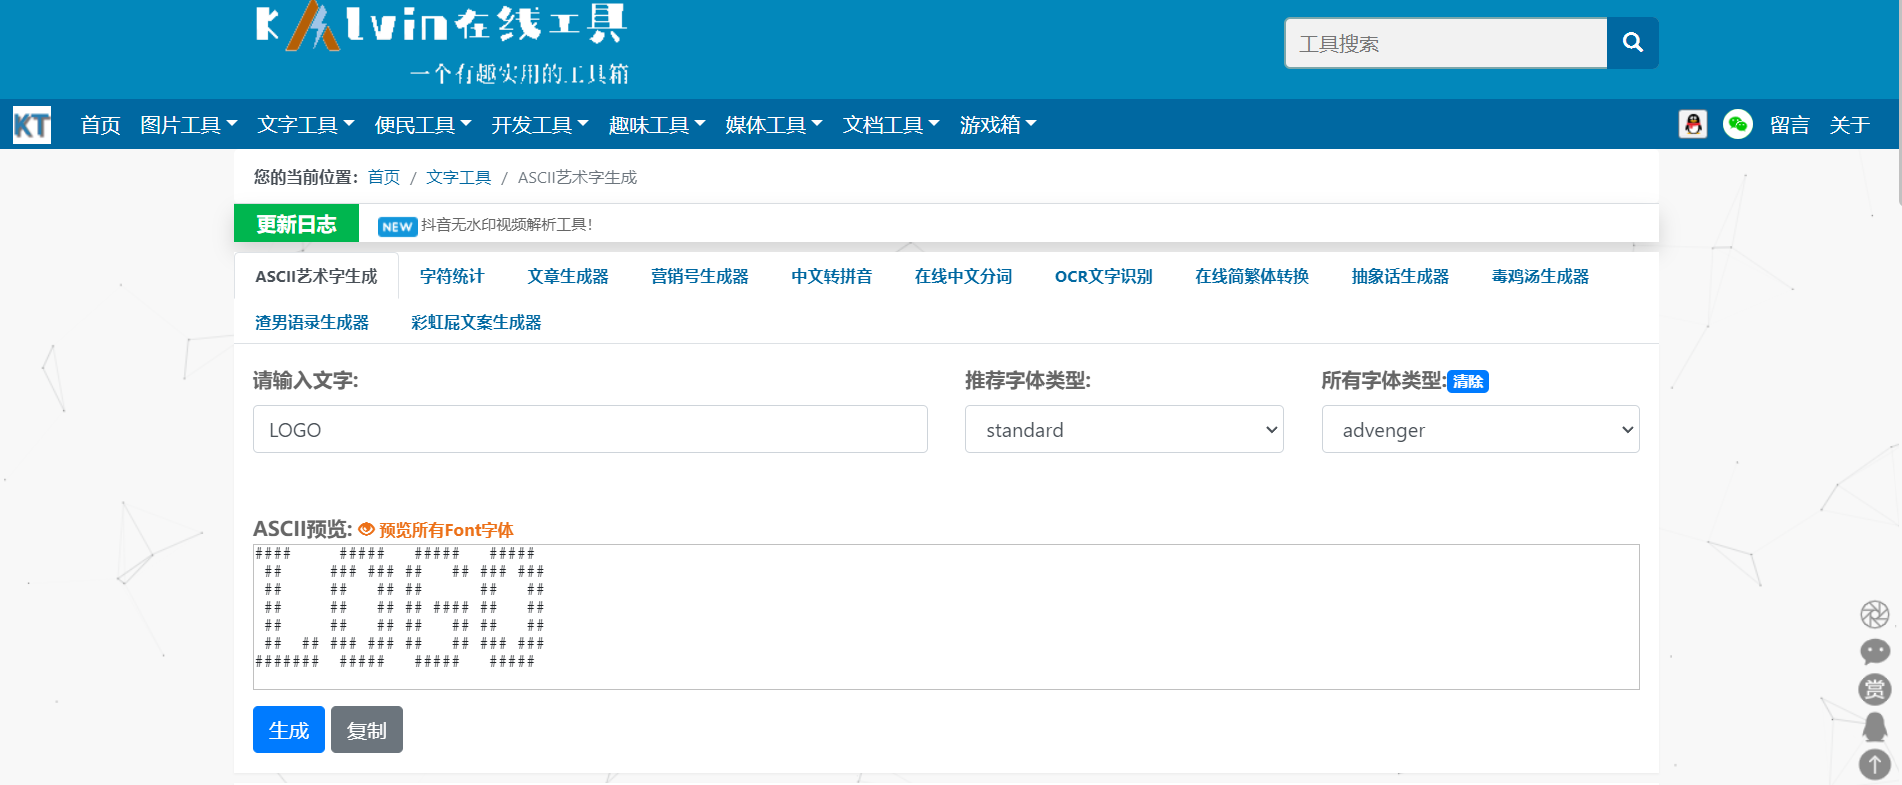 KAlvin在线工具
一个有趣实用的工具箱
工具搜索
KT 首页 图片工具 文字工具 便民工具 开发工具 趣味工具 媒体工具 文档工具 游戏箱 留言 关于
您的当前位置： 首页 / 文字工具 / ASCII艺术字生成
更新日志 NEW 抖音无水印视频解析工具！
ASCII艺术字生成 字符统计 文章生成器 营销号生成器 中文转拼音 在线中文分词 OCR文字识别 在线简繁体转换 抽象话生成器 毒鸡汤生成器
渣男语录生成器 彩虹屁文案生成器
请输入文字: 推荐字体类型: 所有字体类型: 清除
LOGO standard advenger
ASCII预览: 预览所有Font字体
####     #####   #####   #####
 ##     ### ### ##   ## ### ###
 ##     ##   ## ##      ##   ##
 ##     ##   ## ## #### ##   ##
 ##     ##   ## ##   ## ##   ##
 ##  ## ### ### ##   ## ### ###
#######  #####   #####   #####
生成 复制
赏